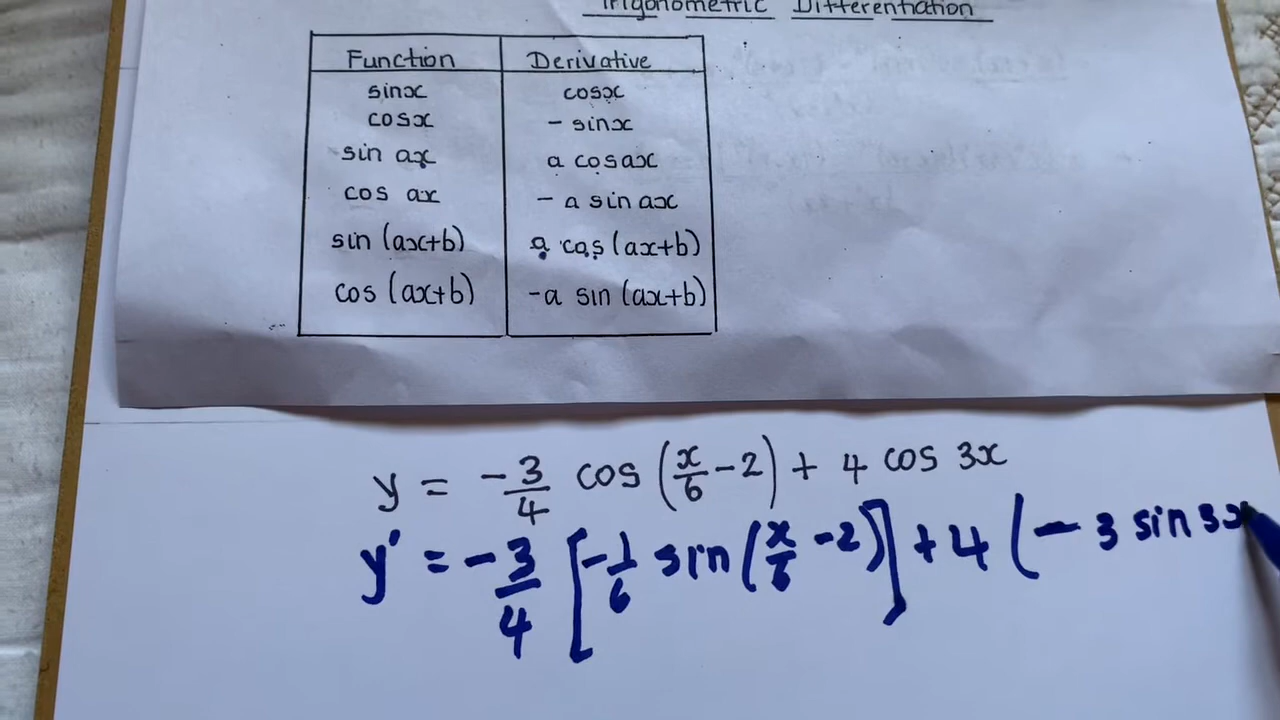 Trigonometric Differentiation
Function Derivative
sinx cosx
cosx - sinx
sin ax a cosax
cos ax - a sin ax
sin (ax+b) a cos (ax+b)
cos (ax+b) -a sin (ax+b)
y = -3/4 cos (x/6 -2) + 4 cos 3x
y' = -3/4 [-1/6 sin (x/6 -2)] + 4 (- 3 sin 3x